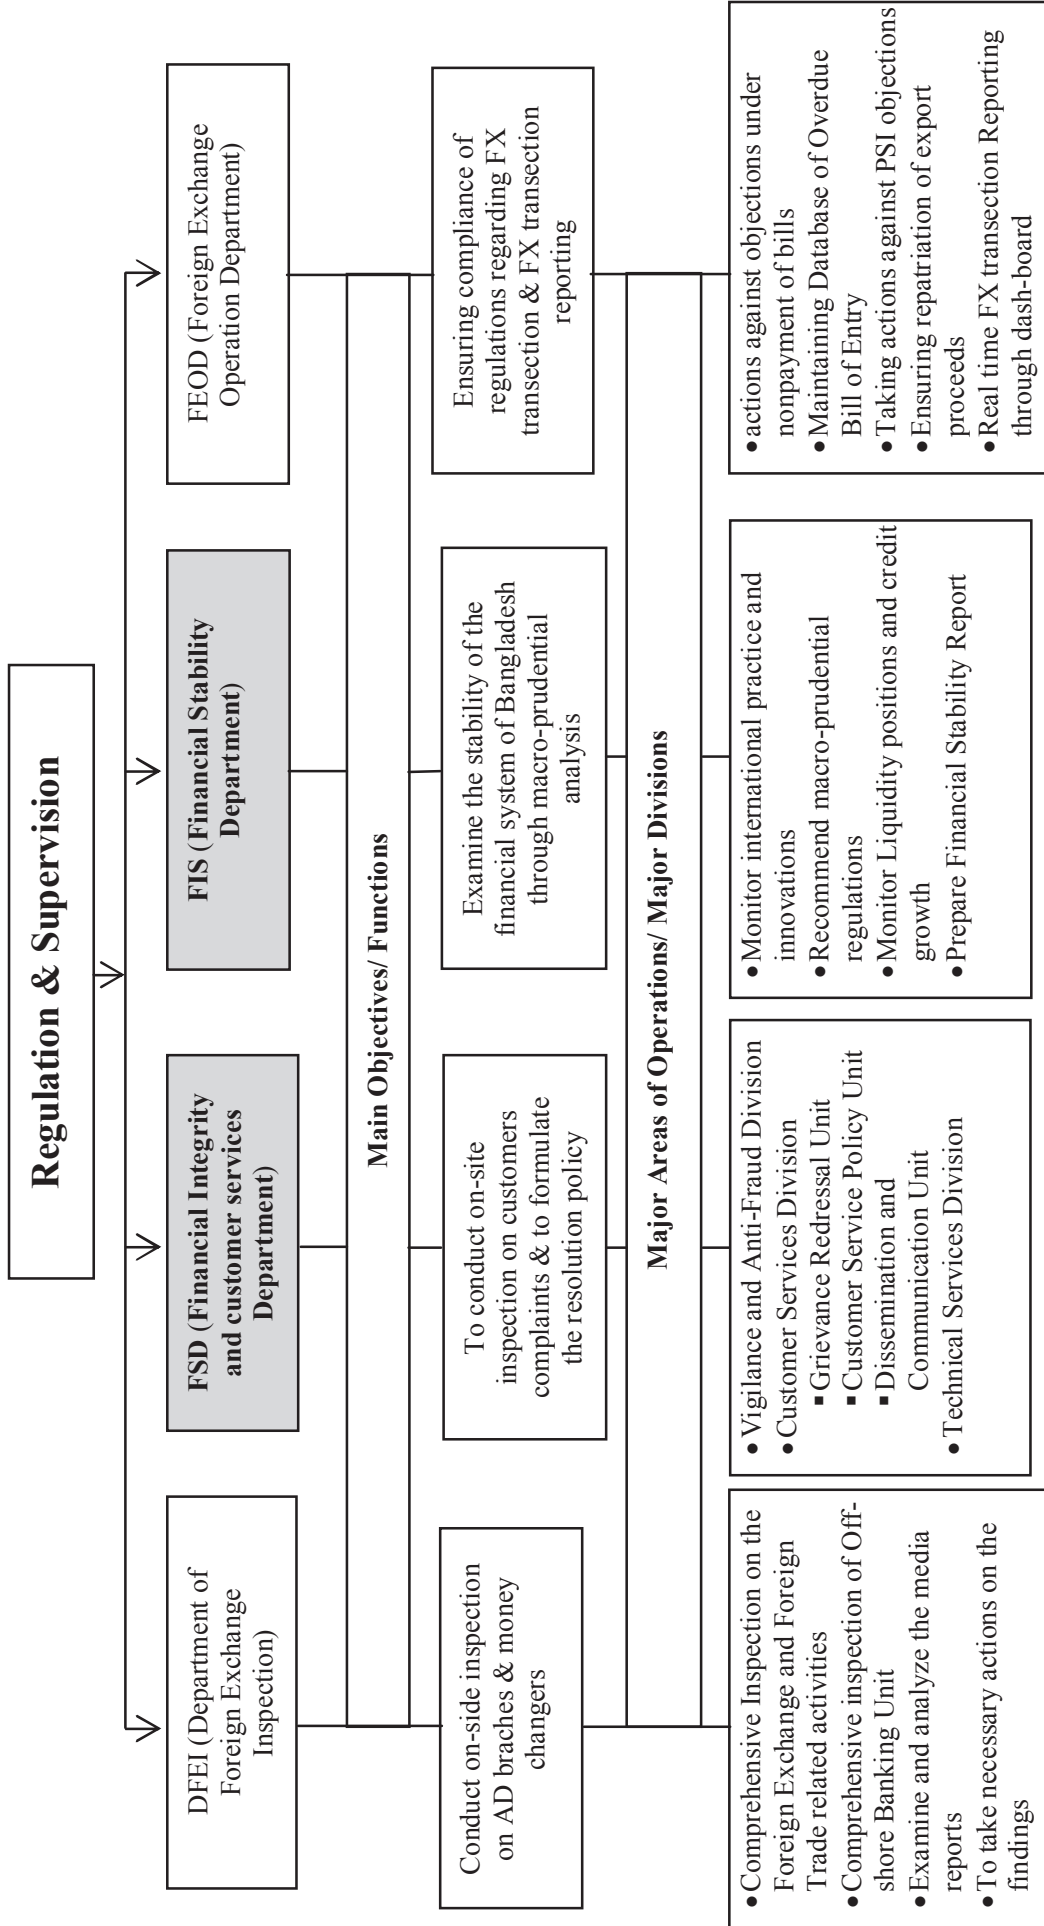 Regulation & Supervision
DFEI (Department of
Foreign Exchange
Inspection)
FSD (Financial Integrity
and customer services
Department)
FIS (Financial Stability
Department)
FEOD (Foreign Exchange
Operation Department)
Main Objectives/ Functions
Conduct on-side inspection
on AD braches & money
changers
To conduct on-site
inspection on customers
complaints & to formulate
the resolution policy
Examine the stability of the
financial system of Bangladesh
through macro-prudential
analysis
Ensuring compliance of
regulations regarding FX
transection & FX transection
reporting
Major Areas of Operations/ Major Divisions
•Comprehensive Inspection on the
Foreign Exchange and Foreign
Trade related activities
•Comprehensive inspection of Off-
shore Banking Unit
•Examine and analyze the media
reports
•To take necessary actions on the
findings
•Vigilance and Anti-Fraud Division
•Customer Services Division
▪Grievance Redressal Unit
▪Customer Service Policy Unit
▪Dissemination and
Communication Unit
•Technical Services Division
•Monitor international practice and
innovations
•Recommend macro-prudential
regulations
•Monitor Liquidity positions and credit
growth
•Prepare Financial Stability Report
•actions against objections under
nonpayment of bills
•Maintaining Database of Overdue
Bill of Entry
•Taking actions against PSI objections
•Ensuring repatriation of export
proceeds
•Real time FX transection Reporting
through dash-board